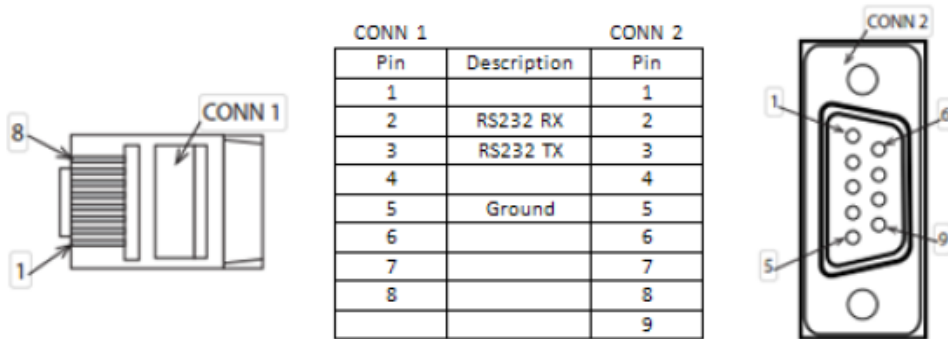 8
1
CONN 1
CONN 1 CONN 2
Pin Description Pin
1 1
2 RS232 RX 2
3 RS232 TX 3
4 4
5 Ground 5
6 6
7 7
8 8
9
CONN 2
1
6
5
9